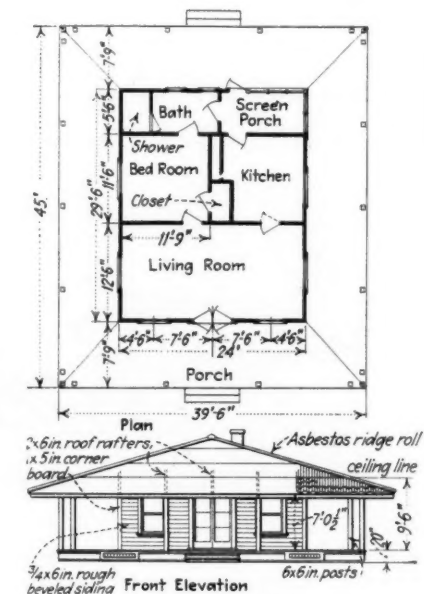 7'-9"
45'
5'-6"
Bath
Screen
Porch
Shower
Bed Room
Kitchen
11'-6"
29'-6"
Closet
11'-9"
Living Room
12'-6"
4'-6"
7'-6"
7'-6"
4'-6"
24'
7'-9"
Porch
39'-6"
Plan
2x6in. roof rafters
1x5in. corner
board
Asbestos ridge roll
ceiling line
7'-0½"
9'-6"
20"
3/4x6in. rough
beveled siding
Front Elevation
6x6in. posts